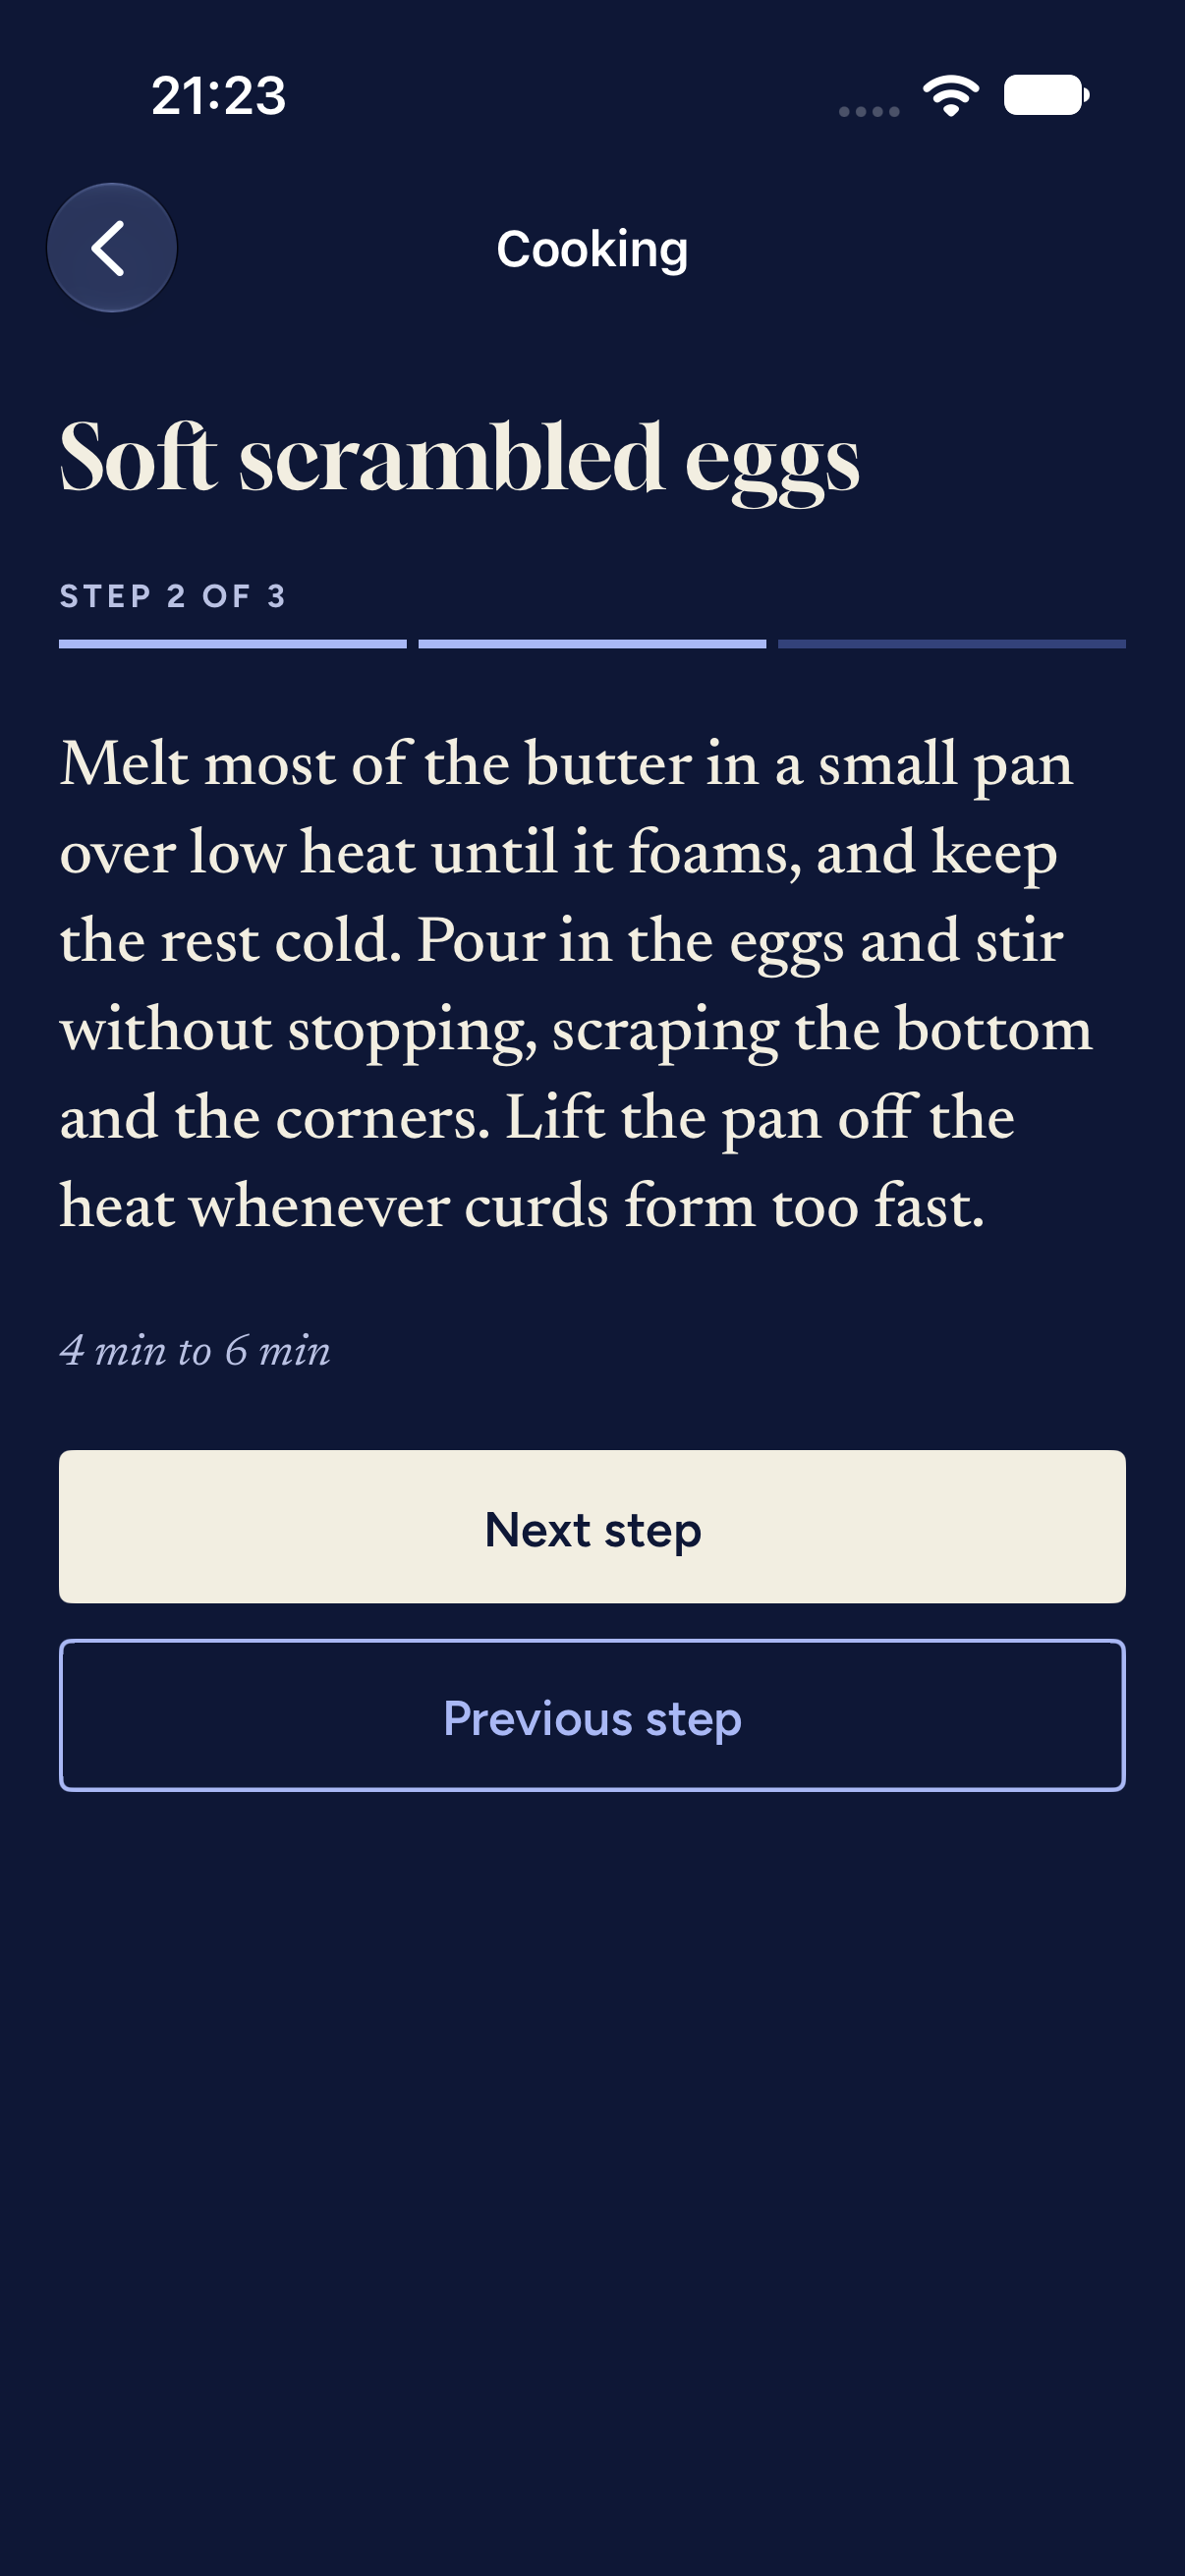 21:23
Cooking
Soft scrambled eggs
STEP 2 OF 3
Melt most of the butter in a small pan
over low heat until it foams, and keep
the rest cold. Pour in the eggs and stir
without stopping, scraping the bottom
and the corners. Lift the pan off the
heat whenever curds form too fast.
4 min to 6 min
Next step
Previous step